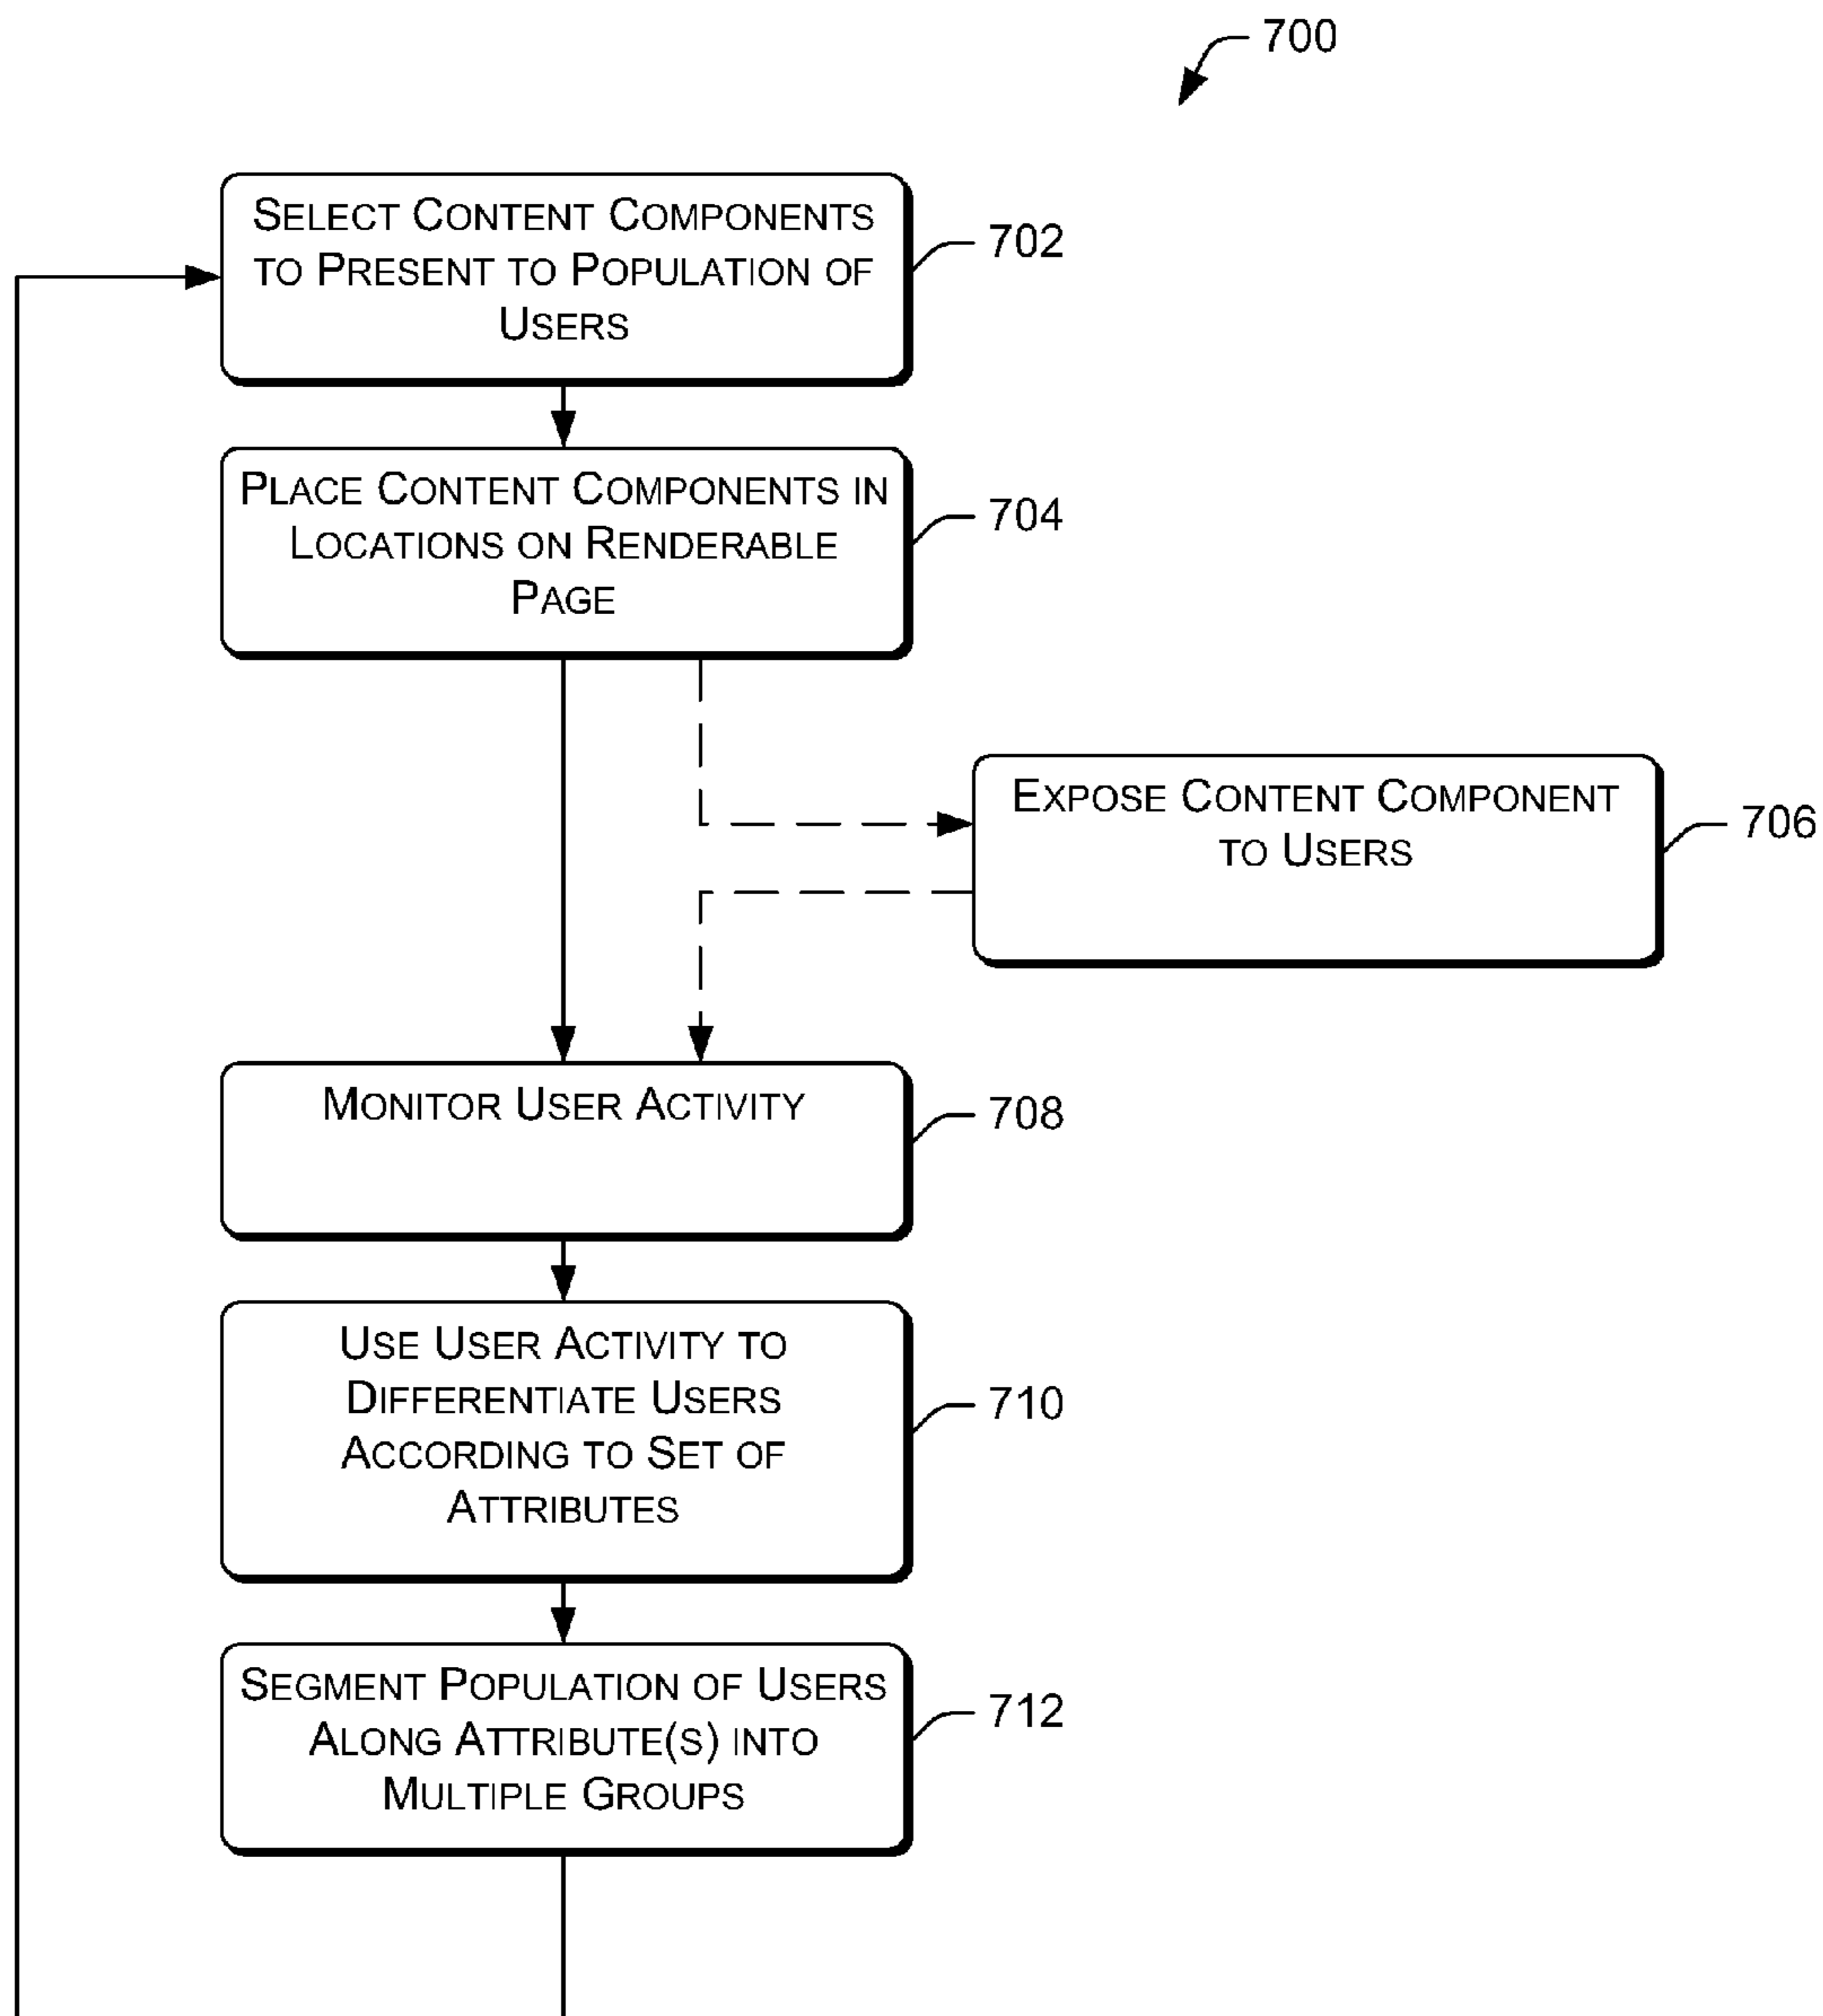 700
SELECT CONTENT COMPONENTS
TO PRESENT TO POPULATION OF
USERS
702
PLACE CONTENT COMPONENTS IN
LOCATIONS ON RENDERABLE
PAGE
704
EXPOSE CONTENT COMPONENT
TO USERS
706
MONITOR USER ACTIVITY
708
USE USER ACTIVITY TO
DIFFERENTIATE USERS
ACCORDING TO SET OF
ATTRIBUTES
710
SEGMENT POPULATION OF USERS
ALONG ATTRIBUTE(S) INTO
MULTIPLE GROUPS
712